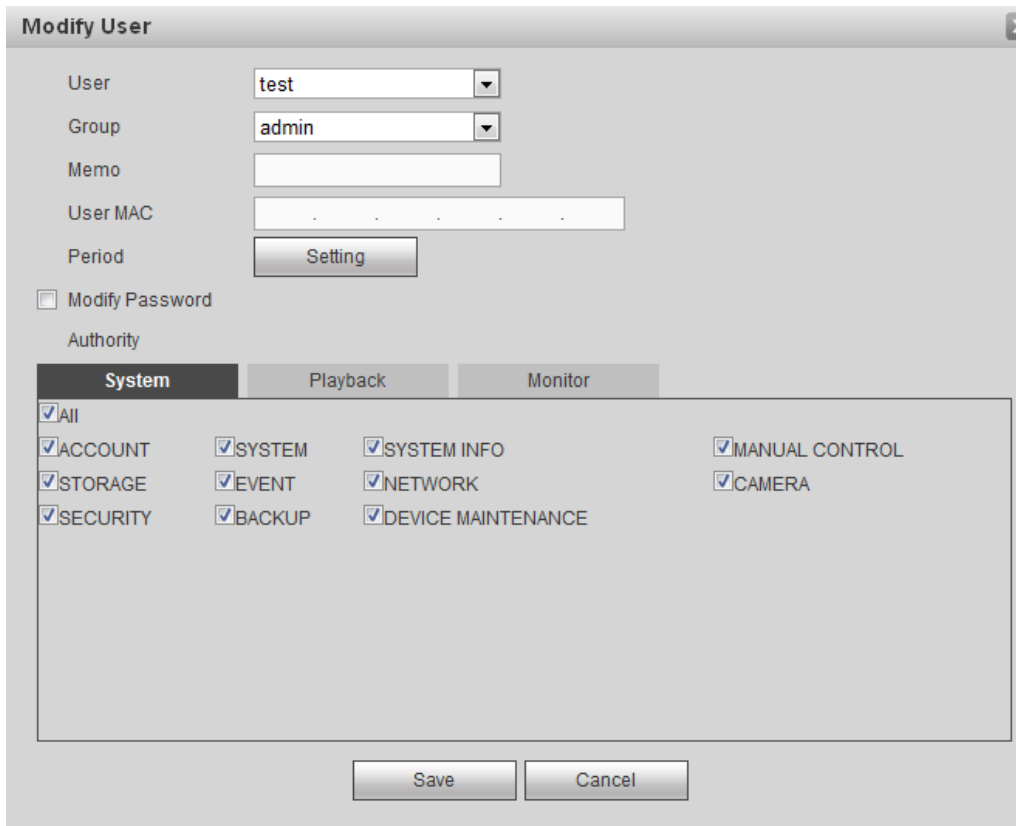 Modify User
User test
Group admin
Memo
User MAC . . . . .
Period Setting
Modify Password
Authority
System Playback Monitor
All
ACCOUNT SYSTEM SYSTEM INFO MANUAL CONTROL
STORAGE EVENT NETWORK CAMERA
SECURITY BACKUP DEVICE MAINTENANCE
Save Cancel